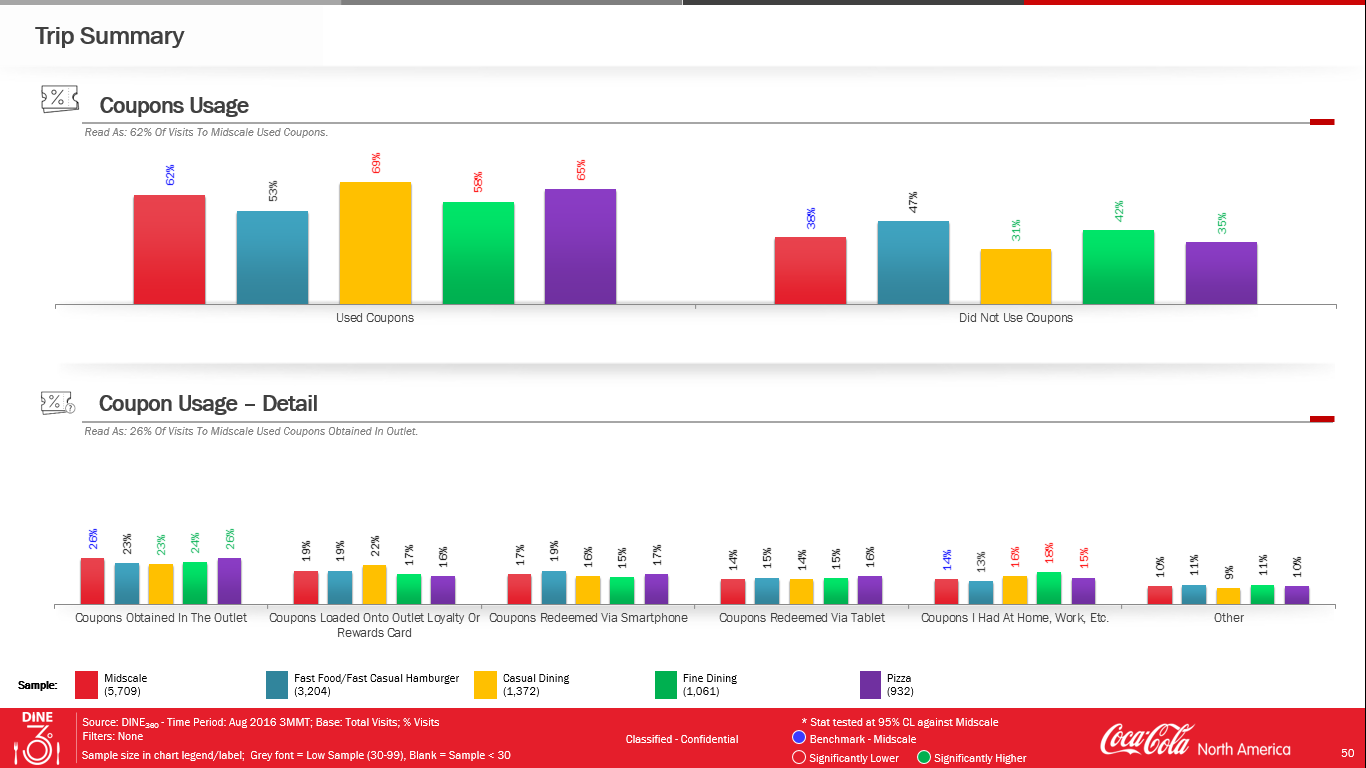 Trip Summary
Coupons Usage
Read As: 62% Of Visits To Midscale Used Coupons.
62%
53%
69%
58%
65%
38%
47%
31%
42%
35%
Used Coupons
Did Not Use Coupons
Coupon Usage – Detail
Read As: 26% Of Visits To Midscale Used Coupons Obtained In Outlet.
26%
23%
23%
24%
26%
19%
19%
22%
17%
16%
17%
19%
16%
15%
17%
14%
15%
14%
15%
16%
14%
13%
16%
18%
15%
10%
11%
9%
11%
10%
Coupons Obtained In The Outlet
Coupons Loaded Onto Outlet Loyalty Or
Rewards Card
Coupons Redeemed Via Smartphone
Coupons Redeemed Via Tablet
Coupons I Had At Home, Work, Etc.
Other
Sample:
Midscale
(5,709)
Fast Food/Fast Casual Hamburger
(3,204)
Casual Dining
(1,372)
Fine Dining
(1,061)
Pizza
(932)
DINE
36°
Source: DINE360 - Time Period: Aug 2016 3MMT; Base: Total Visits; % Visits
Filters: None
Sample size in chart legend/label; Grey font = Low Sample (30-99), Blank = Sample < 30
Classified - Confidential
* Stat tested at 95% CL against Midscale
Benchmark - Midscale
Significantly Lower
Significantly Higher
Coca-Cola North America
50